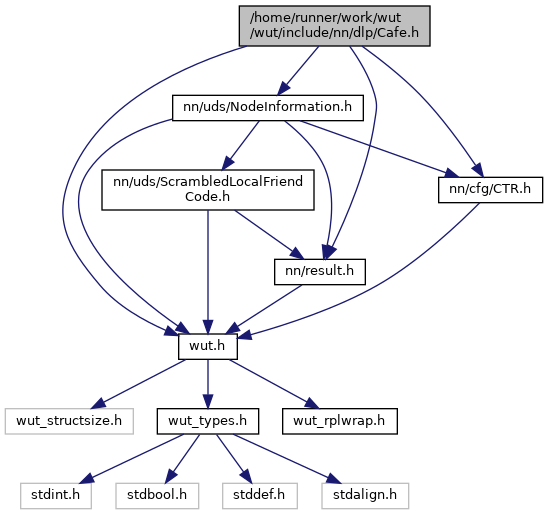 /home/runner/work/wut
/wut/include/nn/dlp/Cafe.h
nn/uds/NodeInformation.h
nn/uds/ScrambledLocalFriend
Code.h
nn/cfg/CTR.h
nn/result.h
wut.h
wut_structsize.h
wut_types.h
wut_rplwrap.h
stdint.h
stdbool.h
stddef.h
stdalign.h